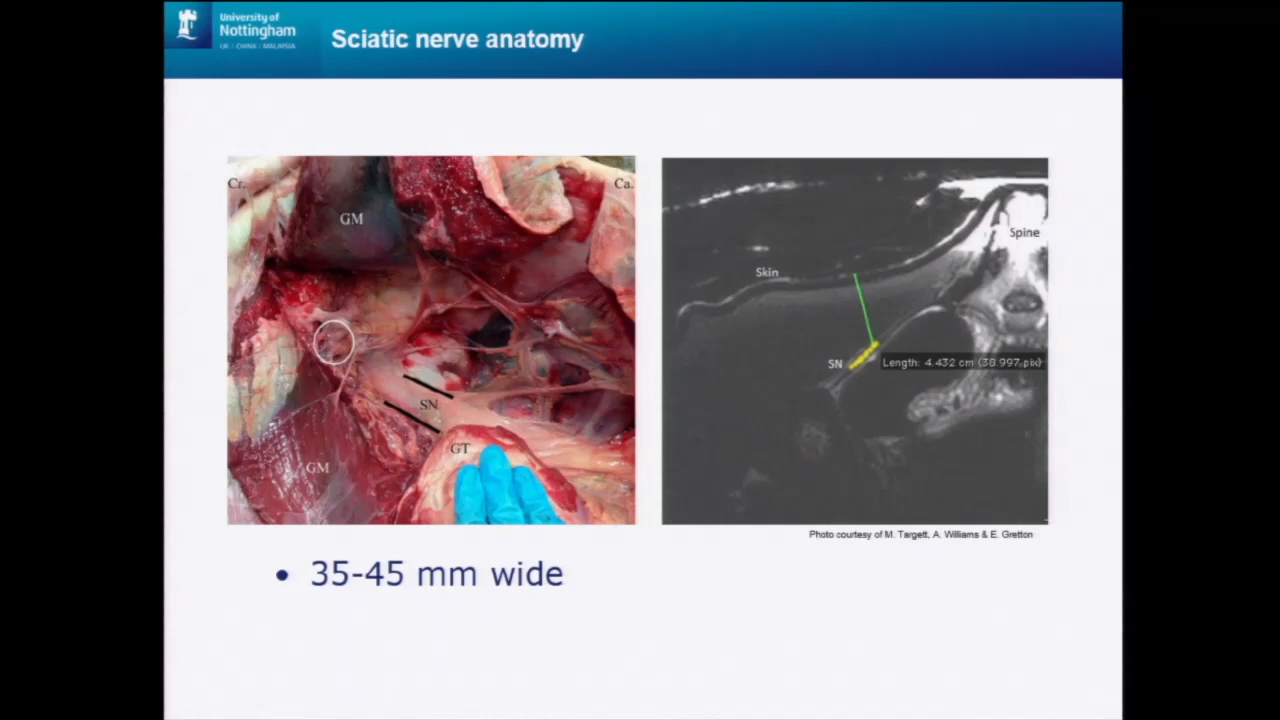 University of
Nottingham
UK | CHINA | MALAYSIA
Sciatic nerve anatomy
Cr.
Ca.
GM
SN
GT
GM
Spine
Skin
SN
Length: 4.432 cm (38.997 pix)
Photo courtesy of M. Targett, A. Williams & E. Gretton
• 35-45 mm wide